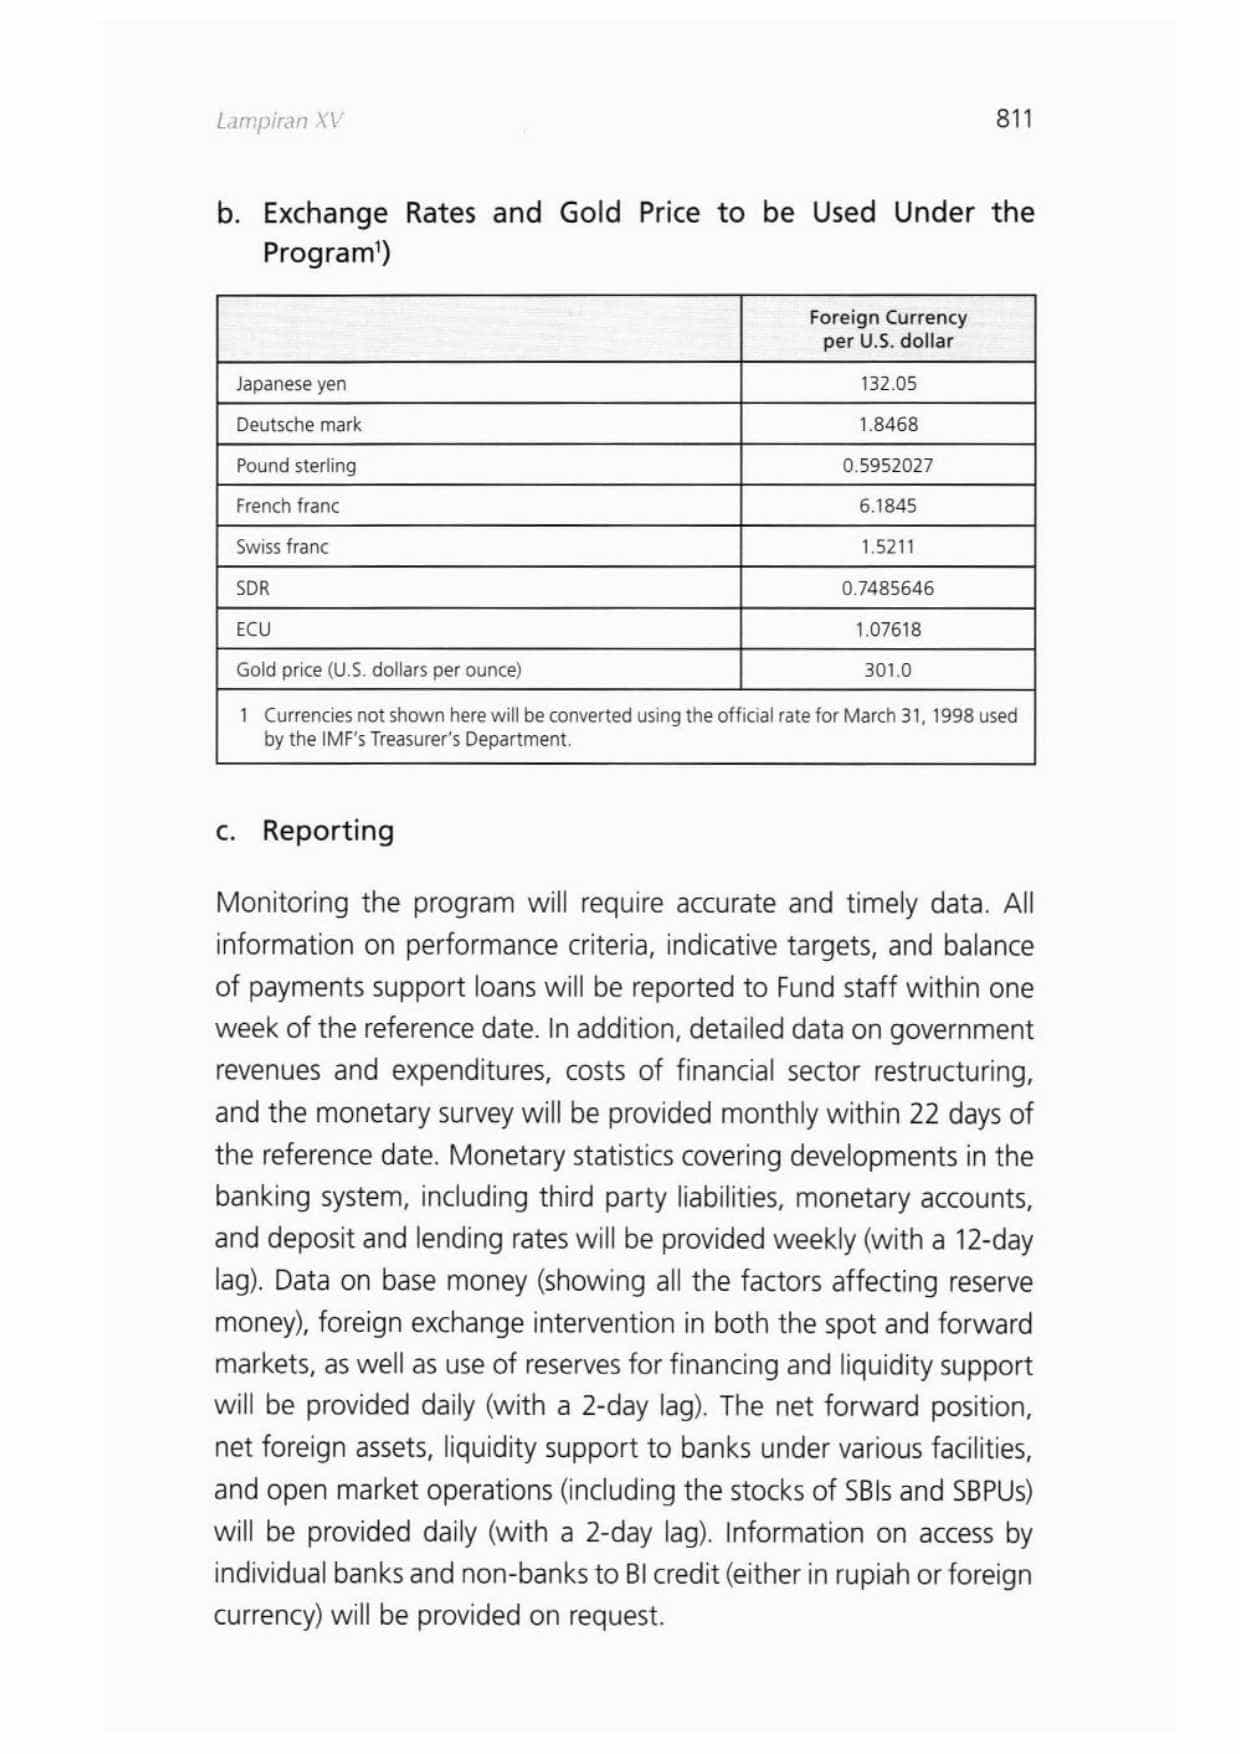 Lampiran XV 811
b. Exchange Rates and Gold Price to be Used Under the
Program¹)
Foreign Currency
per U.S. dollar
Japanese yen 132.05
Deutsche mark 1.8468
Pound sterling 0.5952027
French franc 6.1845
Swiss franc 1.5211
SDR 0.7485646
ECU 1.07618
Gold price (U.S. dollars per ounce) 301.0
1 Currencies not shown here will be converted using the official rate for March 31, 1998 used
by the IMF's Treasurer's Department.
c. Reporting
Monitoring the program will require accurate and timely data. All
information on performance criteria, indicative targets, and balance
of payments support loans will be reported to Fund staff within one
week of the reference date. In addition, detailed data on government
revenues and expenditures, costs of financial sector restructuring,
and the monetary survey will be provided monthly within 22 days of
the reference date. Monetary statistics covering developments in the
banking system, including third party liabilities, monetary accounts,
and deposit and lending rates will be provided weekly (with a 12-day
lag). Data on base money (showing all the factors affecting reserve
money), foreign exchange intervention in both the spot and forward
markets, as well as use of reserves for financing and liquidity support
will be provided daily (with a 2-day lag). The net forward position,
net foreign assets, liquidity support to banks under various facilities,
and open market operations (including the stocks of SBIs and SBPUs)
will be provided daily (with a 2-day lag). Information on access by
individual banks and non-banks to BI credit (either in rupiah or foreign
currency) will be provided on request.